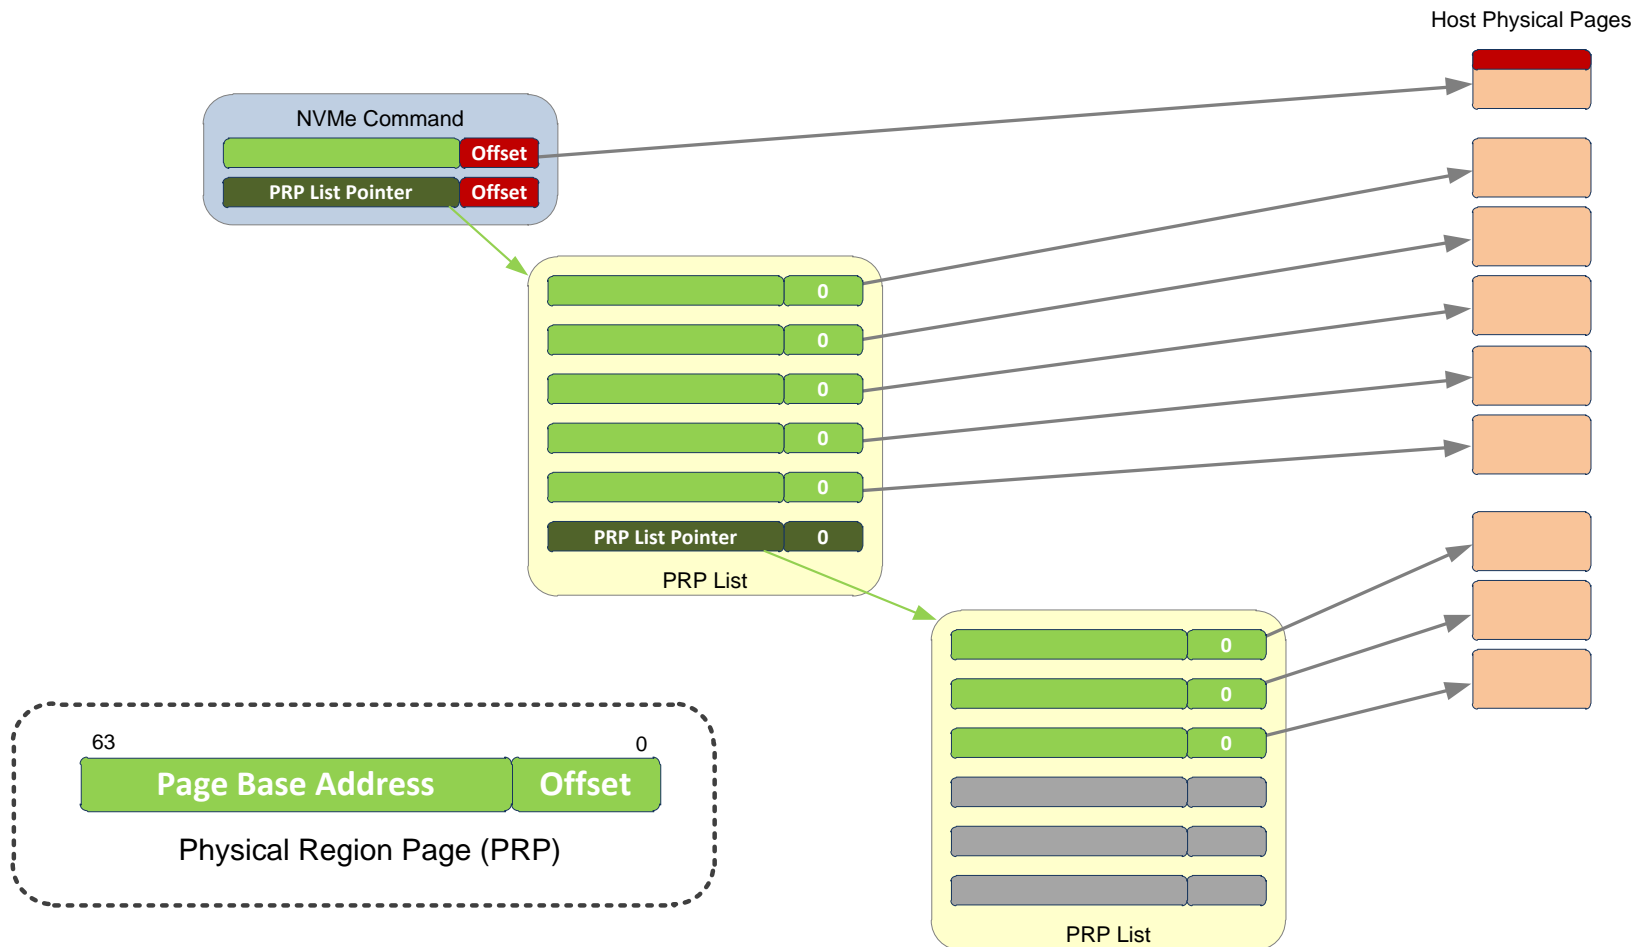 Host Physical Pages
NVMe Command
Offset
PRP List Pointer Offset
0
0
0
0
0
PRP List Pointer 0
PRP List
0
0
0
PRP List
63 0
Page Base Address Offset
Physical Region Page (PRP)